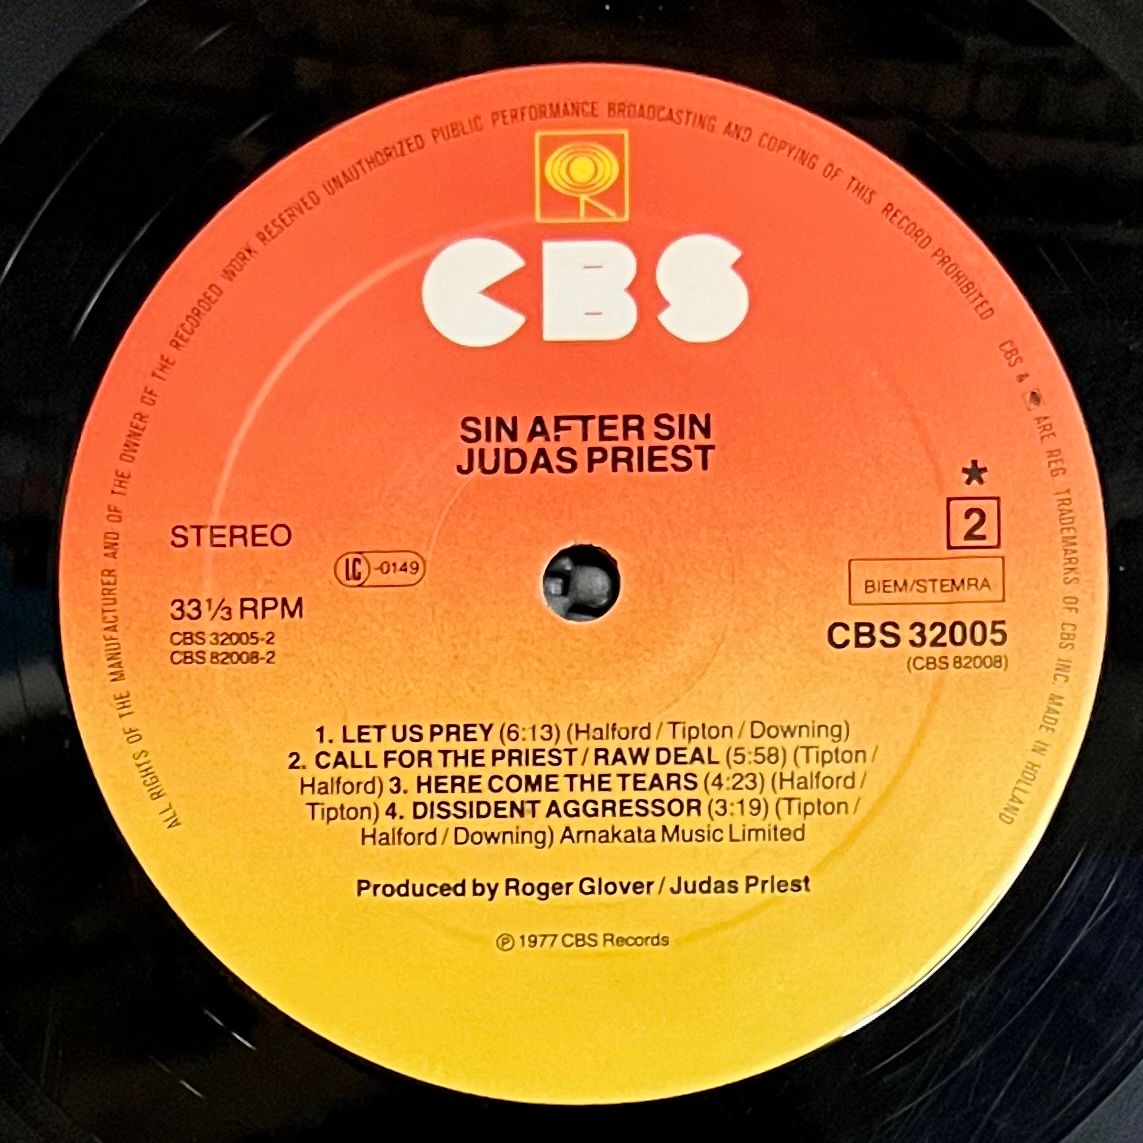 ALL RIGHTS OF THE MANUFACTURER AND OF THE OWNER OF THE RECORDED WORK RESERVED UNAUTHORIZED PUBLIC PERFORMANCE BROADCASTING AND COPYING OF THIS RECORD PROHIBITED CBS & ARE REG TRADEMARKS OF CBS INC. MADE IN HOLLAND
CBS
SIN AFTER SIN
JUDAS PRIEST
*
STEREO
2
LC -0149
BIEM/STEMRA
33 1/3 RPM
CBS 32005
CBS 32005-2
CBS 82008-2
(CBS 82008)
1. LET US PREY (6:13) (Halford / Tipton / Downing)
2. CALL FOR THE PRIEST / RAW DEAL (5:58) (Tipton /
Halford) 3. HERE COME THE TEARS (4:23) (Halford /
Tipton) 4. DISSIDENT AGGRESSOR (3:19) (Tipton /
Halford / Downing) Arnakata Music Limited
Produced by Roger Glover / Judas Priest
℗ 1977 CBS Records